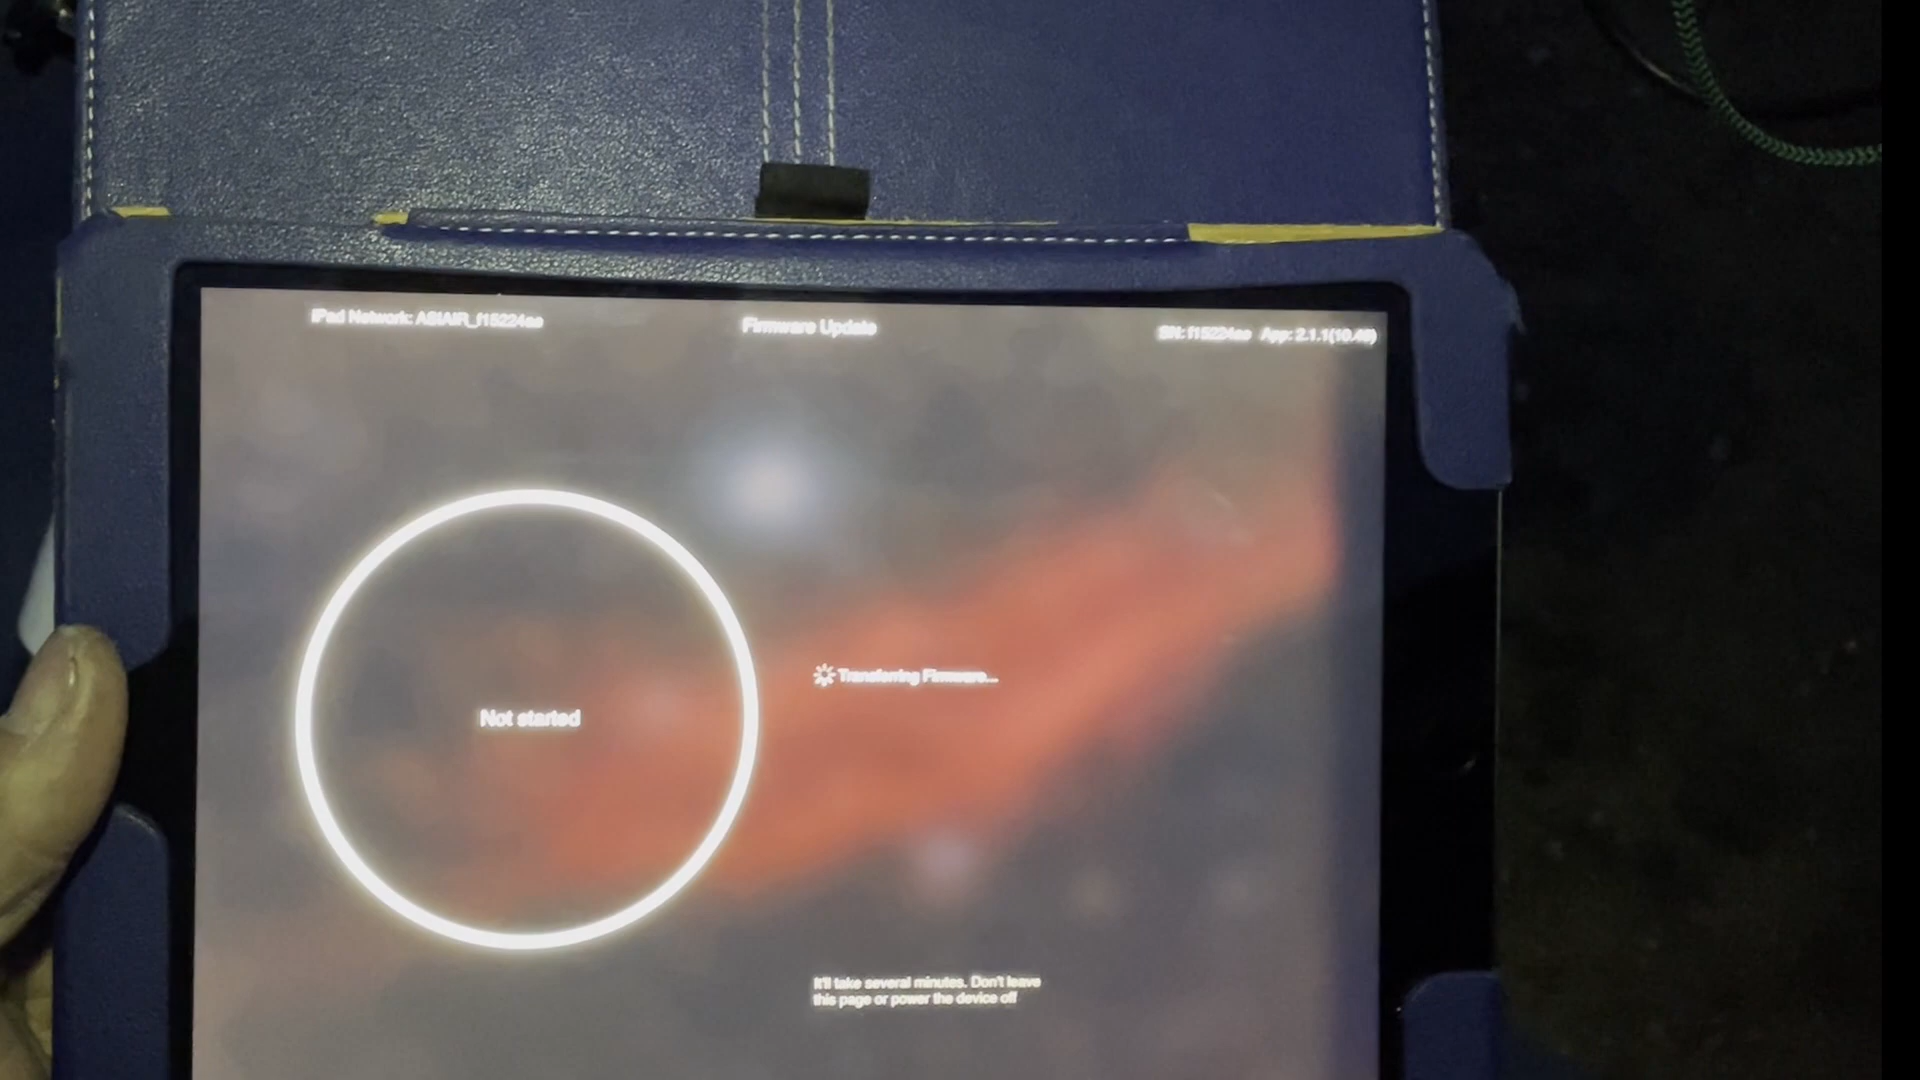 iPad Network: ASIAIR_f15224ae
Firmware Update
SN: f15224ae App: 2.1.1(10.49)
Not started
Transferring Firmware...
It'll take several minutes. Don't leave
this page or power the device off